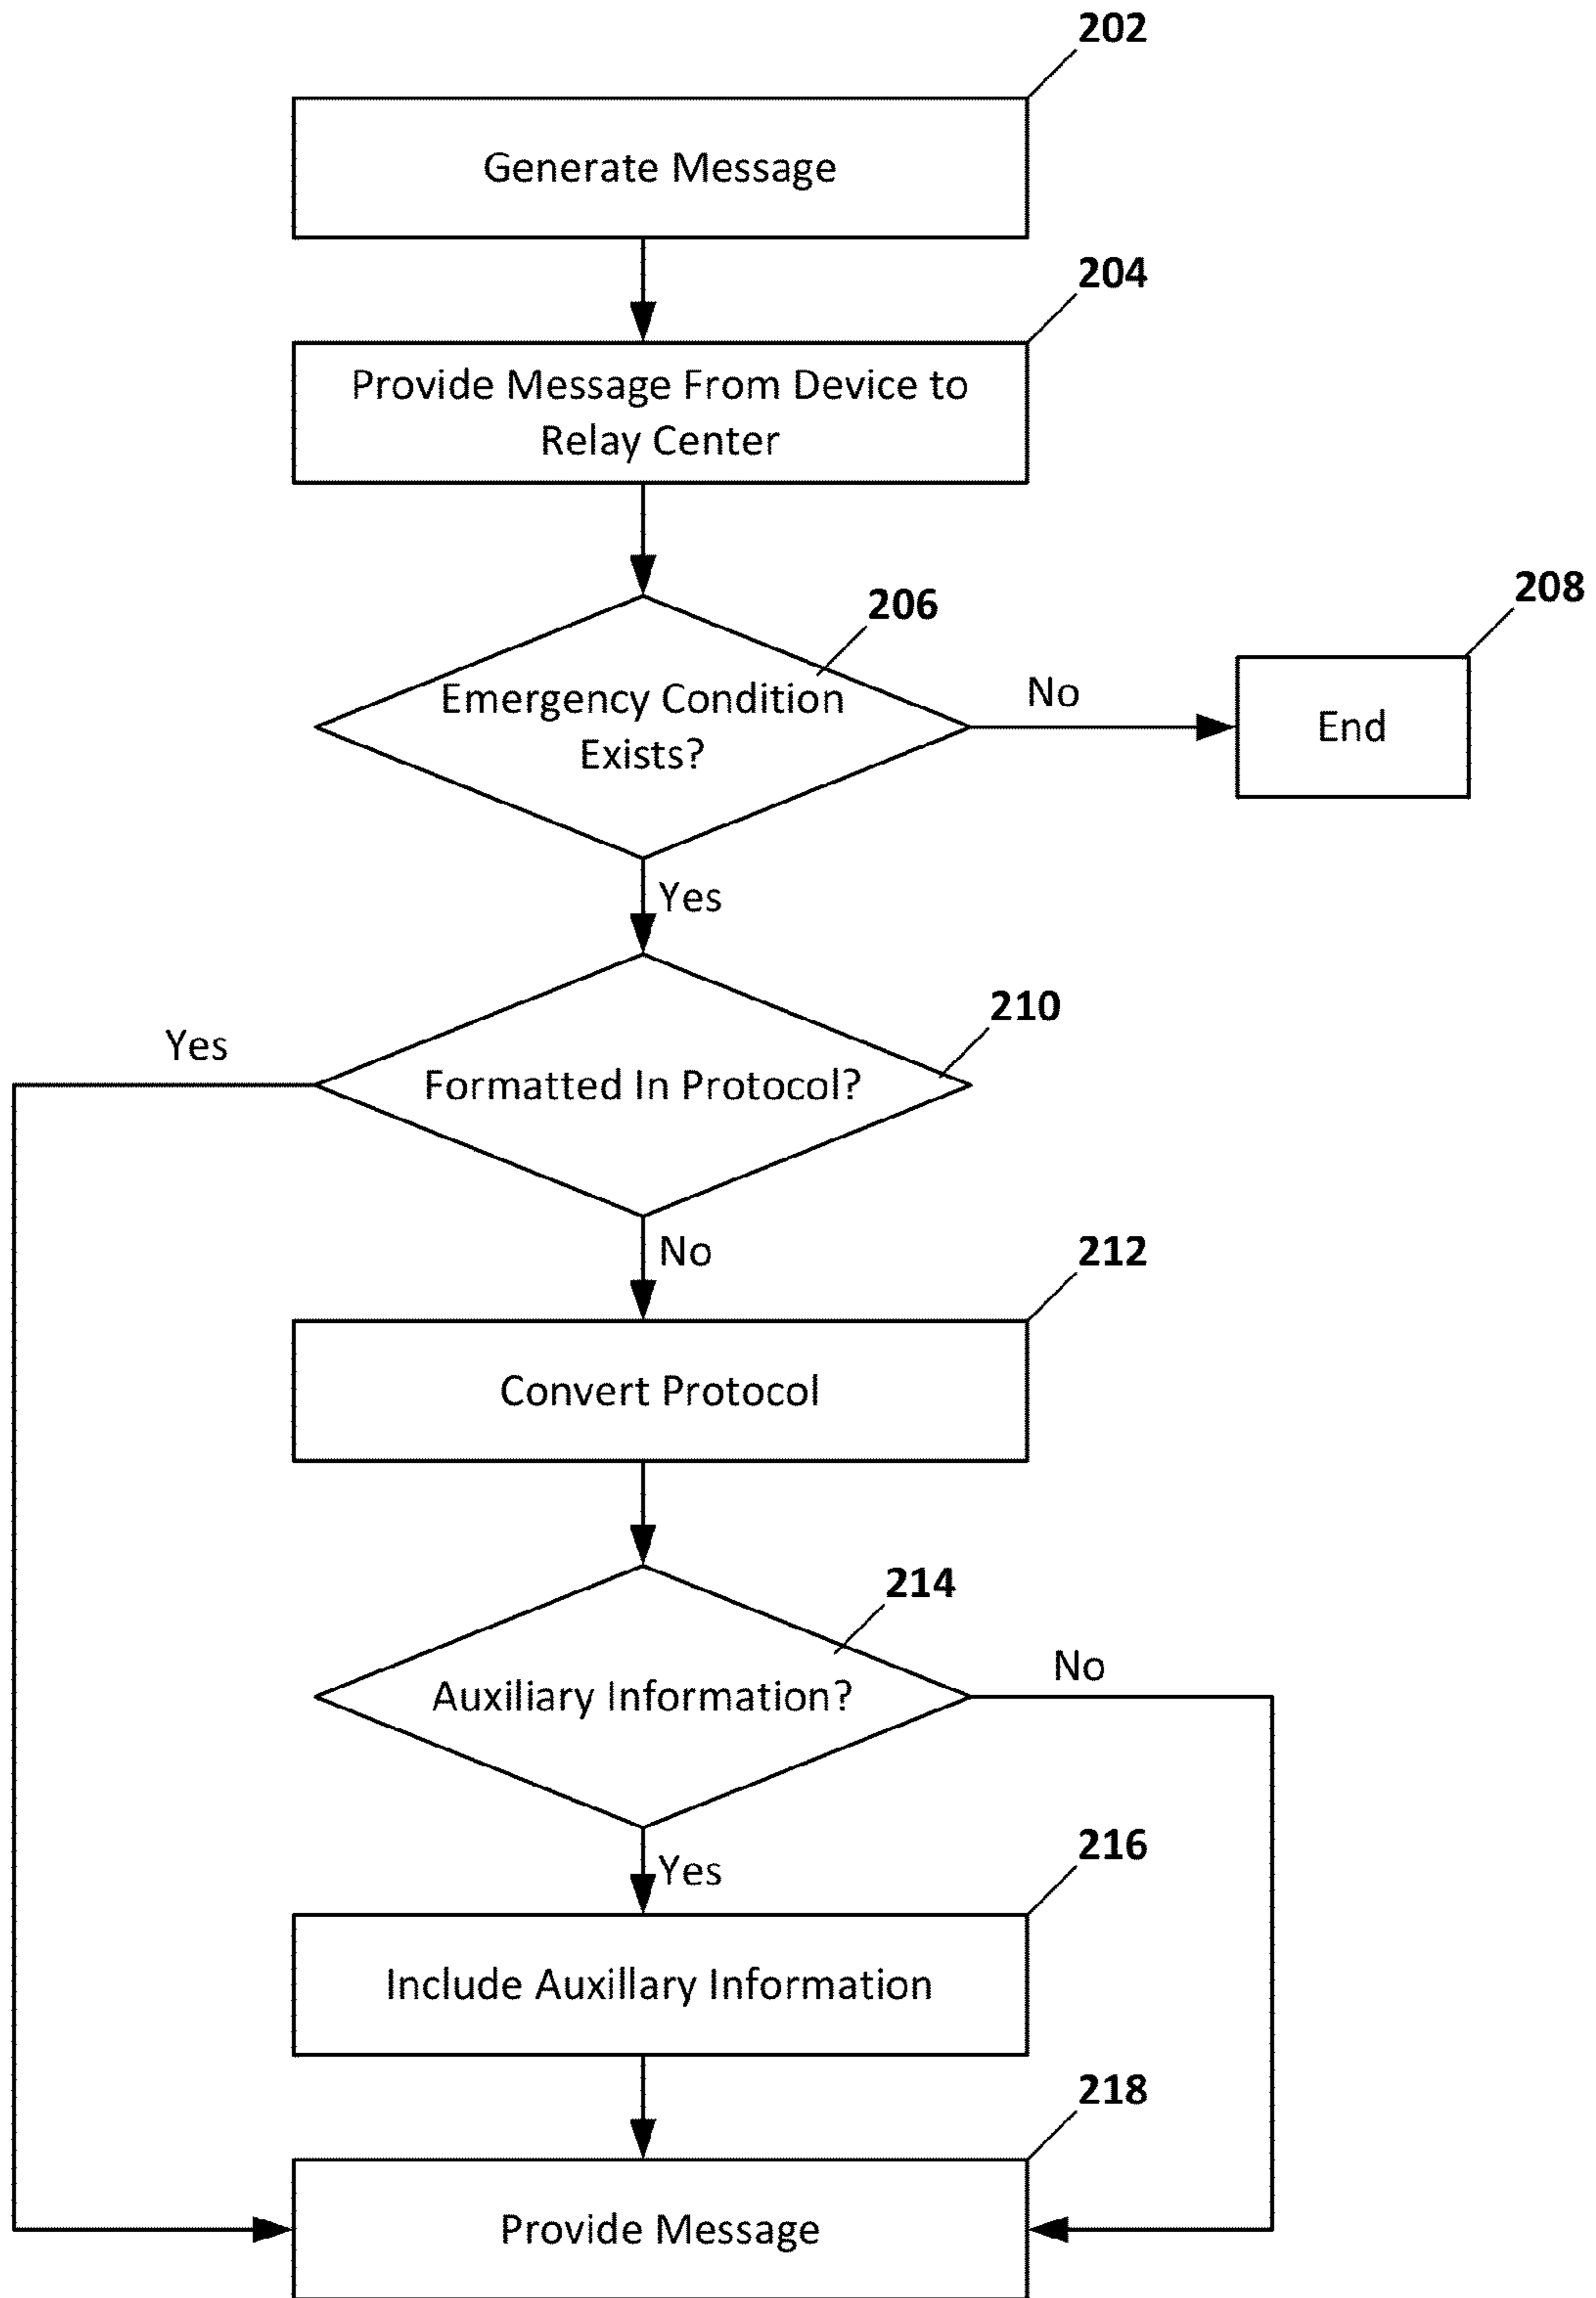 202
Generate Message
204
Provide Message From Device to
Relay Center
206
208
Emergency Condition
Exists?
No
End
Yes
210
Yes
Formatted In Protocol?
No
212
Convert Protocol
214
No
Auxiliary Information?
216
Yes
Include Auxillary Information
218
Provide Message